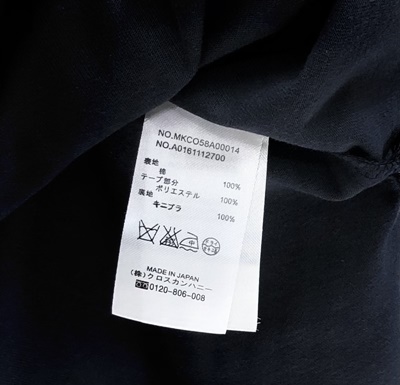 NO.MKCO58A00014
NO.A0161112700
表地
綿 100%
テープ部分
ポリエステル 100%
裏地
キュプラ 100%
中
MADE IN JAPAN
(株)クロスカンパニー
0120-806-008